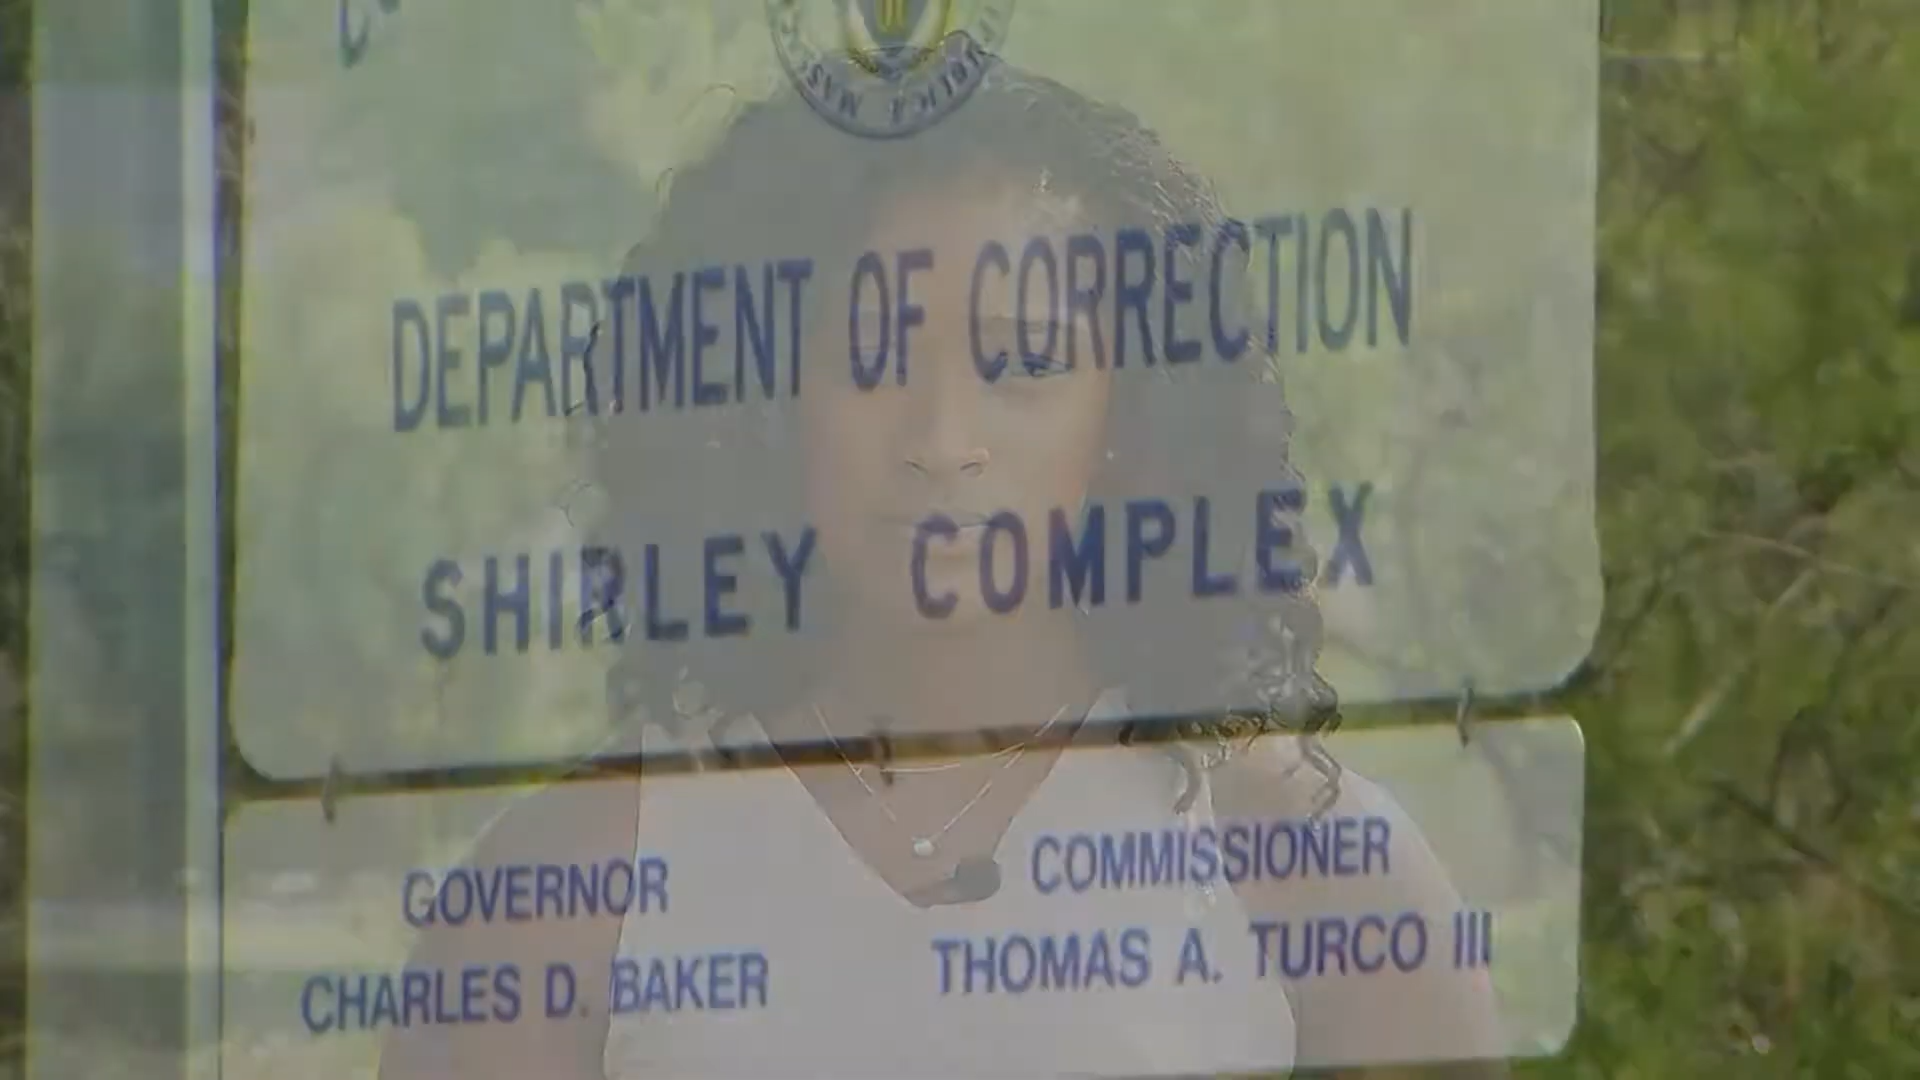 DEPARTMENT OF CORRECTION
SHIRLEY COMPLEX
GOVERNOR
CHARLES D. BAKER
COMMISSIONER
THOMAS A. TURCO III